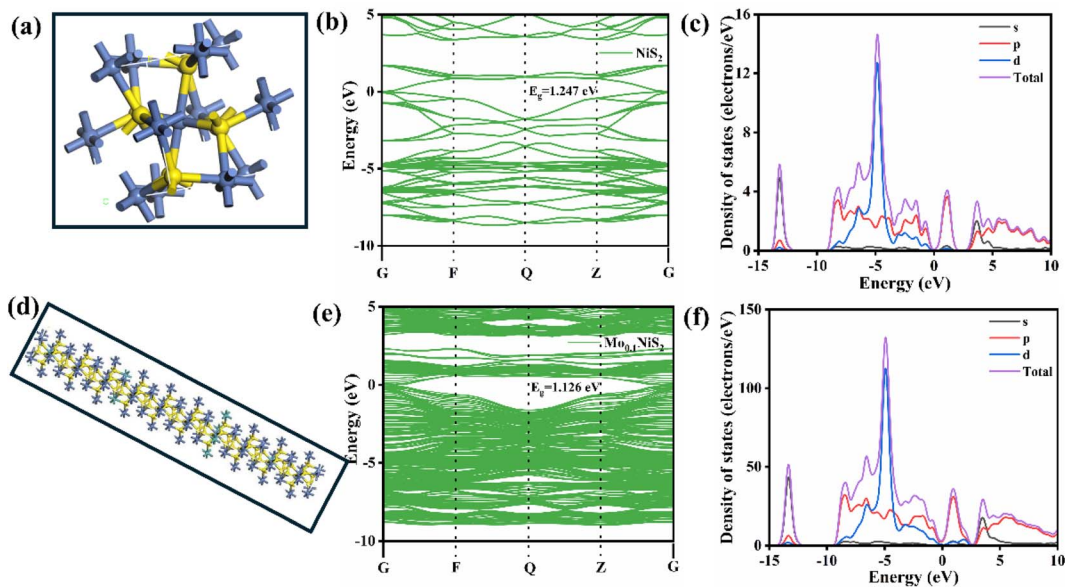 (a)
c
(b)
Energy (eV)
5
0
-5
-10
NiS₂
E_g=1.247 eV
G F Q Z G
(c)
Density of states (electrons/eV)
16
12
8
4
0
s
p
d
Total
-15 -10 -5 0 5 10
Energy (eV)
(d)
(e)
Energy (eV)
5
0
-5
-10
Mo₀.₁NiS₂
E_g=1.126 eV
G F Q Z G
(f)
Density of states (electrons/eV)
150
100
50
0
s
p
d
Total
-15 -10 -5 0 5 10
Energy (eV)